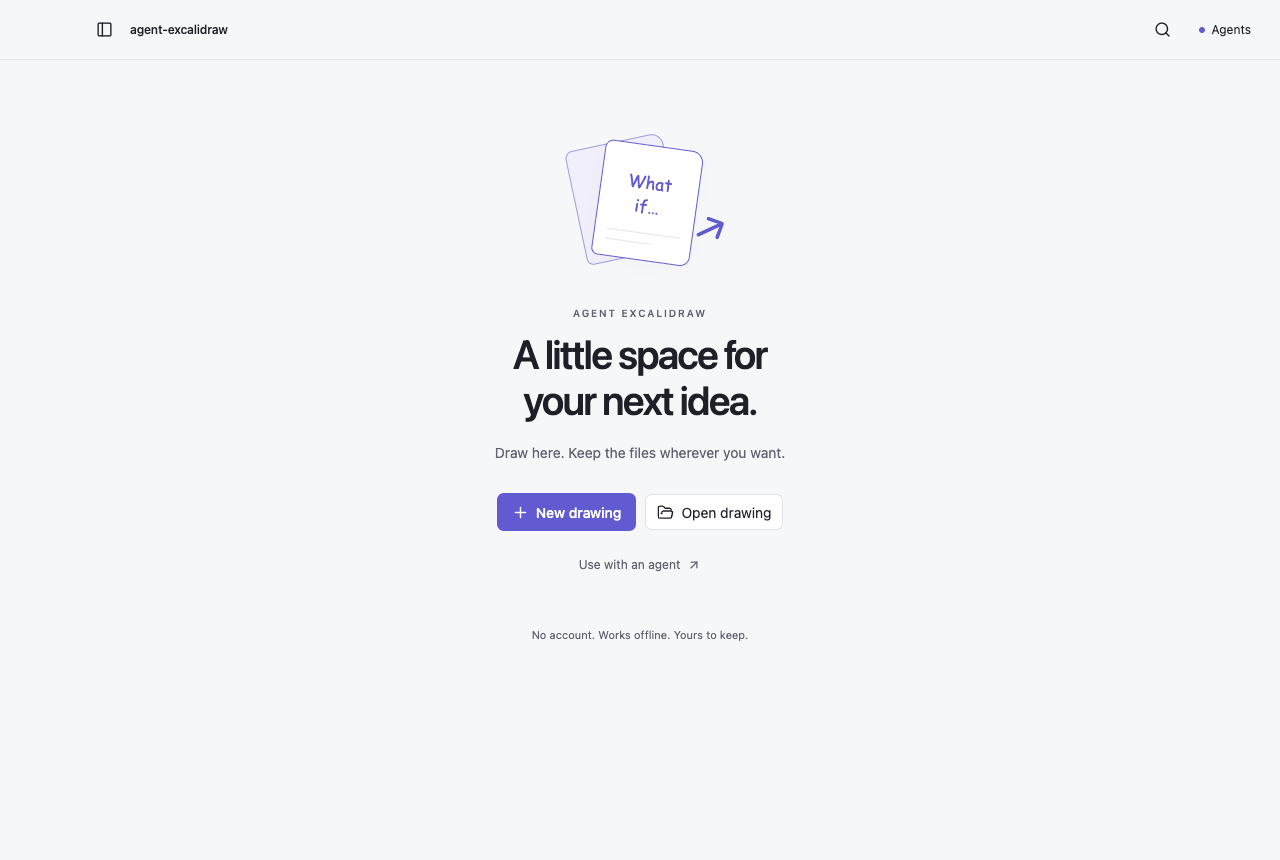 agent-excalidraw
Agents
What
if...
AGENT EXCALIDRAW
A little space for
your next idea.
Draw here. Keep the files wherever you want.
New drawing
Open drawing
Use with an agent
No account. Works offline. Yours to keep.